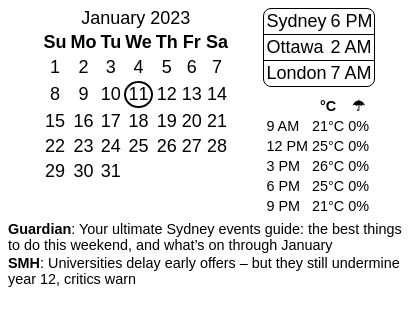 January 2023
Su Mo Tu We Th Fr Sa
1 2 3 4 5 6 7
8 9 10 11 12 13 14
15 16 17 18 19 20 21
22 23 24 25 26 27 28
29 30 31
Sydney 6 PM
Ottawa 2 AM
London 7 AM
°C ☂
9 AM 21°C 0%
12 PM 25°C 0%
3 PM 26°C 0%
6 PM 25°C 0%
9 PM 21°C 0%
Guardian: Your ultimate Sydney events guide: the best things
to do this weekend, and what’s on through January
SMH: Universities delay early offers – but they still undermine
year 12, critics warn